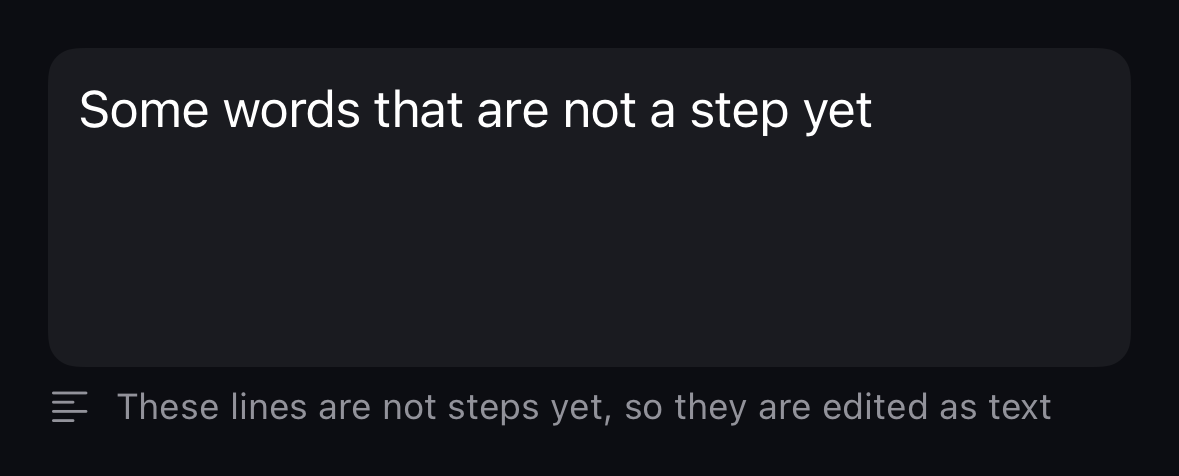 Some words that are not a step yet
These lines are not steps yet, so they are edited as text